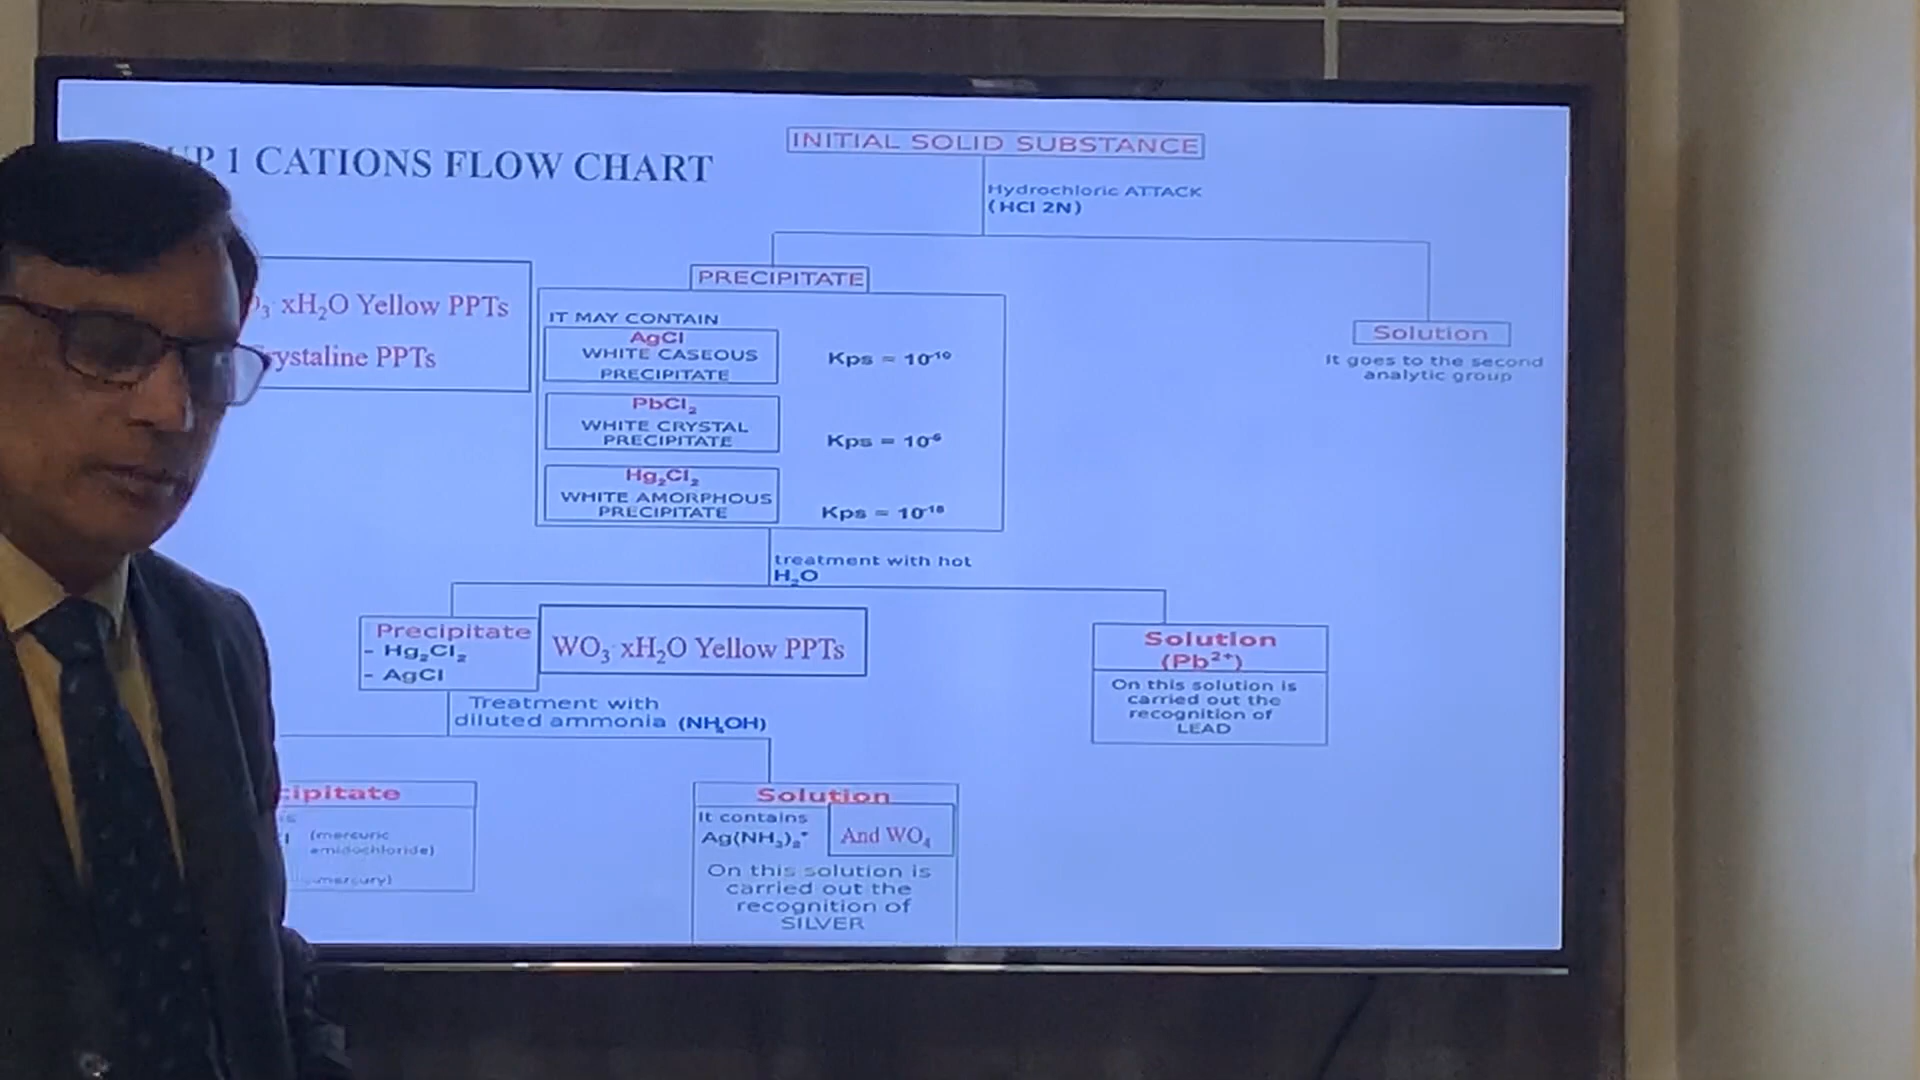 1 CATIONS FLOW CHART
INITIAL SOLID SUBSTANCE
Hydrochloric ATTACK
(HCl 2N)
PRECIPITATE
xH₂O Yellow PPTs
PPTs
IT MAY CONTAIN
AgCl
WHITE CASEOUS
PRECIPITATE
Kps = 10⁻¹⁰
PbCl₂
WHITE CRYSTAL
PRECIPITATE
Kps = 10⁻⁶
Hg₂Cl₂
WHITE AMORPHOUS
PRECIPITATE
Kps = 10⁻¹⁸
Solution
It goes to the second
analytic group
treatment with hot
H₂O
Precipitate
- Hg₂Cl₂
- AgCl
WO₃ xH₂O Yellow PPTs
Solution
(Pb²⁺)
On this solution is
carried out the
recognition of
LEAD
Treatment with
diluted ammonia (NH₄OH)
(mercuric
amidochloride)
mercury)
Solution
It contains
Ag(NH₃)₂⁺
And WO₄
On this solution is
carried out the
recognition of
SILVER